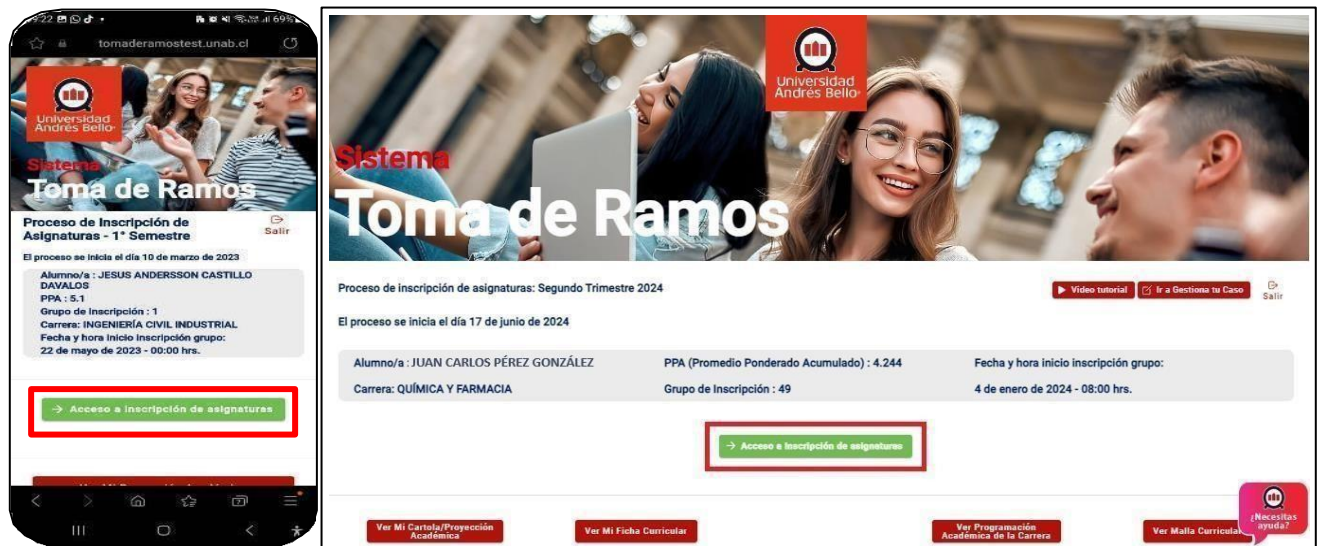 9:22
69%
tomaderamostest.unab.cl
Universidad
Andrés Bello
Sistema
Toma de Ramos
Proceso de Inscripción de
Asignaturas - 1° Semestre
Salir
El proceso se inicia el día 10 de marzo de 2023
Alumno/a : JESUS ANDERSSON CASTILLO
DAVALOS
PPA : 5.1
Grupo de Inscripción : 1
Carrera: INGENIERÍA CIVIL INDUSTRIAL
Fecha y hora inicio inscripción grupo:
22 de mayo de 2023 - 00:00 hrs.
→ Acceso a inscripción de asignaturas
Universidad
Andrés Bello
Sistema
Toma de Ramos
Proceso de inscripción de asignaturas: Segundo Trimestre 2024
Video tutorial
Ir a Gestiona tu Caso
Salir
El proceso se inicia el día 17 de junio de 2024
Alumno/a : JUAN CARLOS PÉREZ GONZÁLEZ
PPA (Promedio Ponderado Acumulado) : 4.244
Fecha y hora inicio inscripción grupo:
Carrera: QUÍMICA Y FARMACIA
Grupo de Inscripción : 49
4 de enero de 2024 - 08:00 hrs.
→ Acceso a inscripción de asignaturas
Ver Mi Cartola/Proyección
Académica
Ver Mi Ficha Curricular
Ver Programación
Académica de la Carrera
Ver Malla Curricular
¿Necesitas
ayuda?